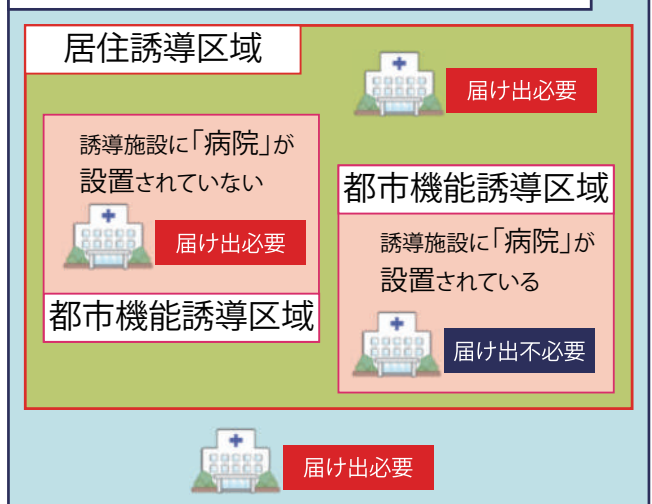 居住誘導区域
届け出必要
誘導施設に「病院」が
設置されていない
届け出必要
都市機能誘導区域
都市機能誘導区域
誘導施設に「病院」が
設置されている
届け出不必要
届け出必要